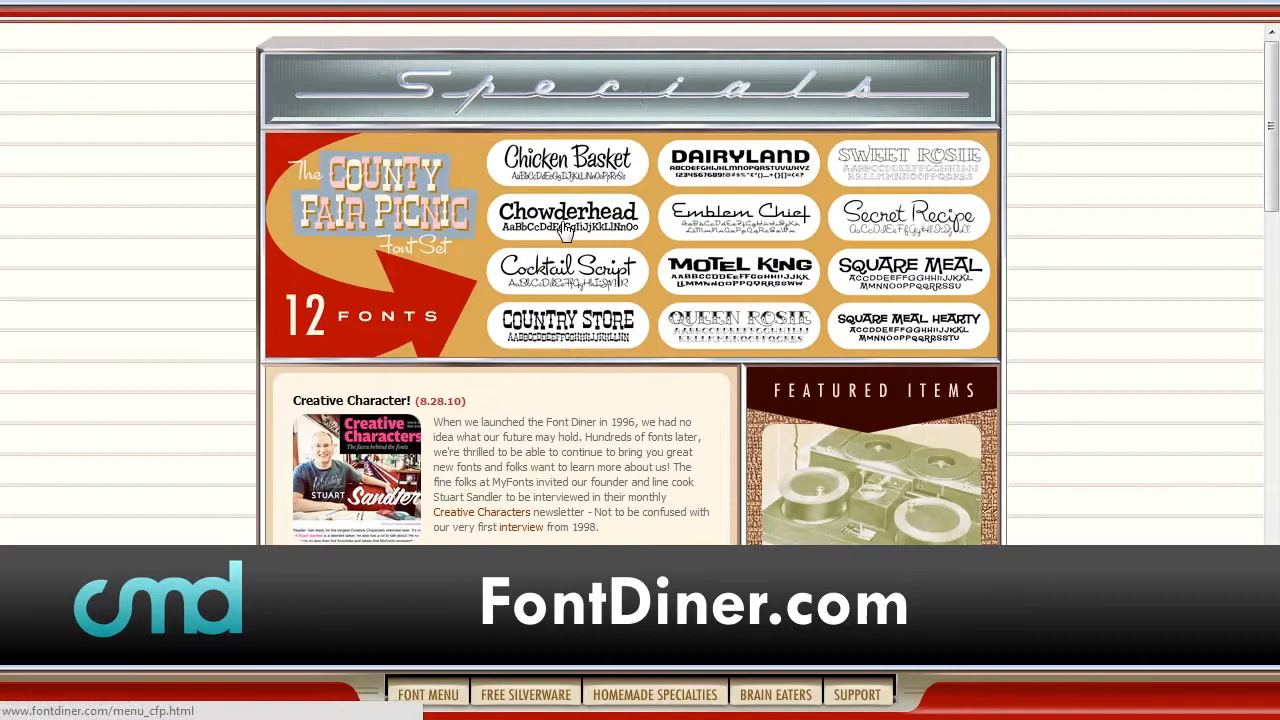 Specials
The
COUNTY
FAIR PICNIC
Font Set
12 FONTS
Chicken Basket
DAIRYLAND
SWEET ROSIE
Chowderhead
Emblem Chief
Secret Recipe
Cocktail Script
MOTEL KING
SQUARE MEAL
COUNTRY STORE
QUEEN ROSIE
SQUARE MEAL HEARTY
Creative Character! (8.28.10)
Creative
Characters
The faces behind the fonts
STUART Sandler
When we launched the Font Diner in 1996, we had no
idea what our future may hold. Hundreds of fonts later,
we're thrilled to be able to continue to bring you great
new fonts and folks want to learn more about us! The
fine folks at MyFonts invited our founder and line cook
Stuart Sandler to be interviewed in their monthly
Creative Characters newsletter - Not to be confused with
our very first interview from 1998.
FEATURED ITEMS
cmd
FontDiner.com
FONT MENU
FREE SILVERWARE
HOMEMADE SPECIALTIES
BRAIN EATERS
SUPPORT
www.fontdiner.com/menu_cfp.html